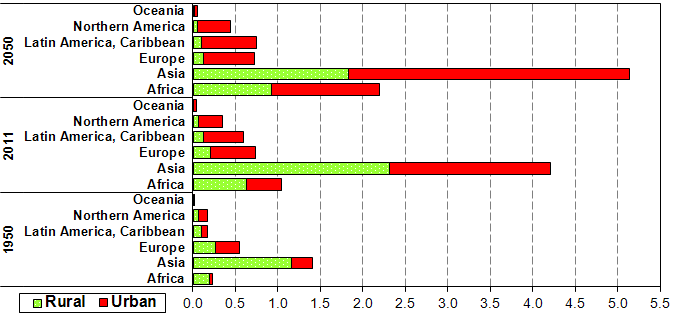 2050
Oceania
Northern America
Latin America, Caribbean
Europe
Asia
Africa
2011
Oceania
Northern America
Latin America, Caribbean
Europe
Asia
Africa
1950
Oceania
Northern America
Latin America, Caribbean
Europe
Asia
Africa
Rural Urban
0.0 0.5 1.0 1.5 2.0 2.5 3.0 3.5 4.0 4.5 5.0 5.5